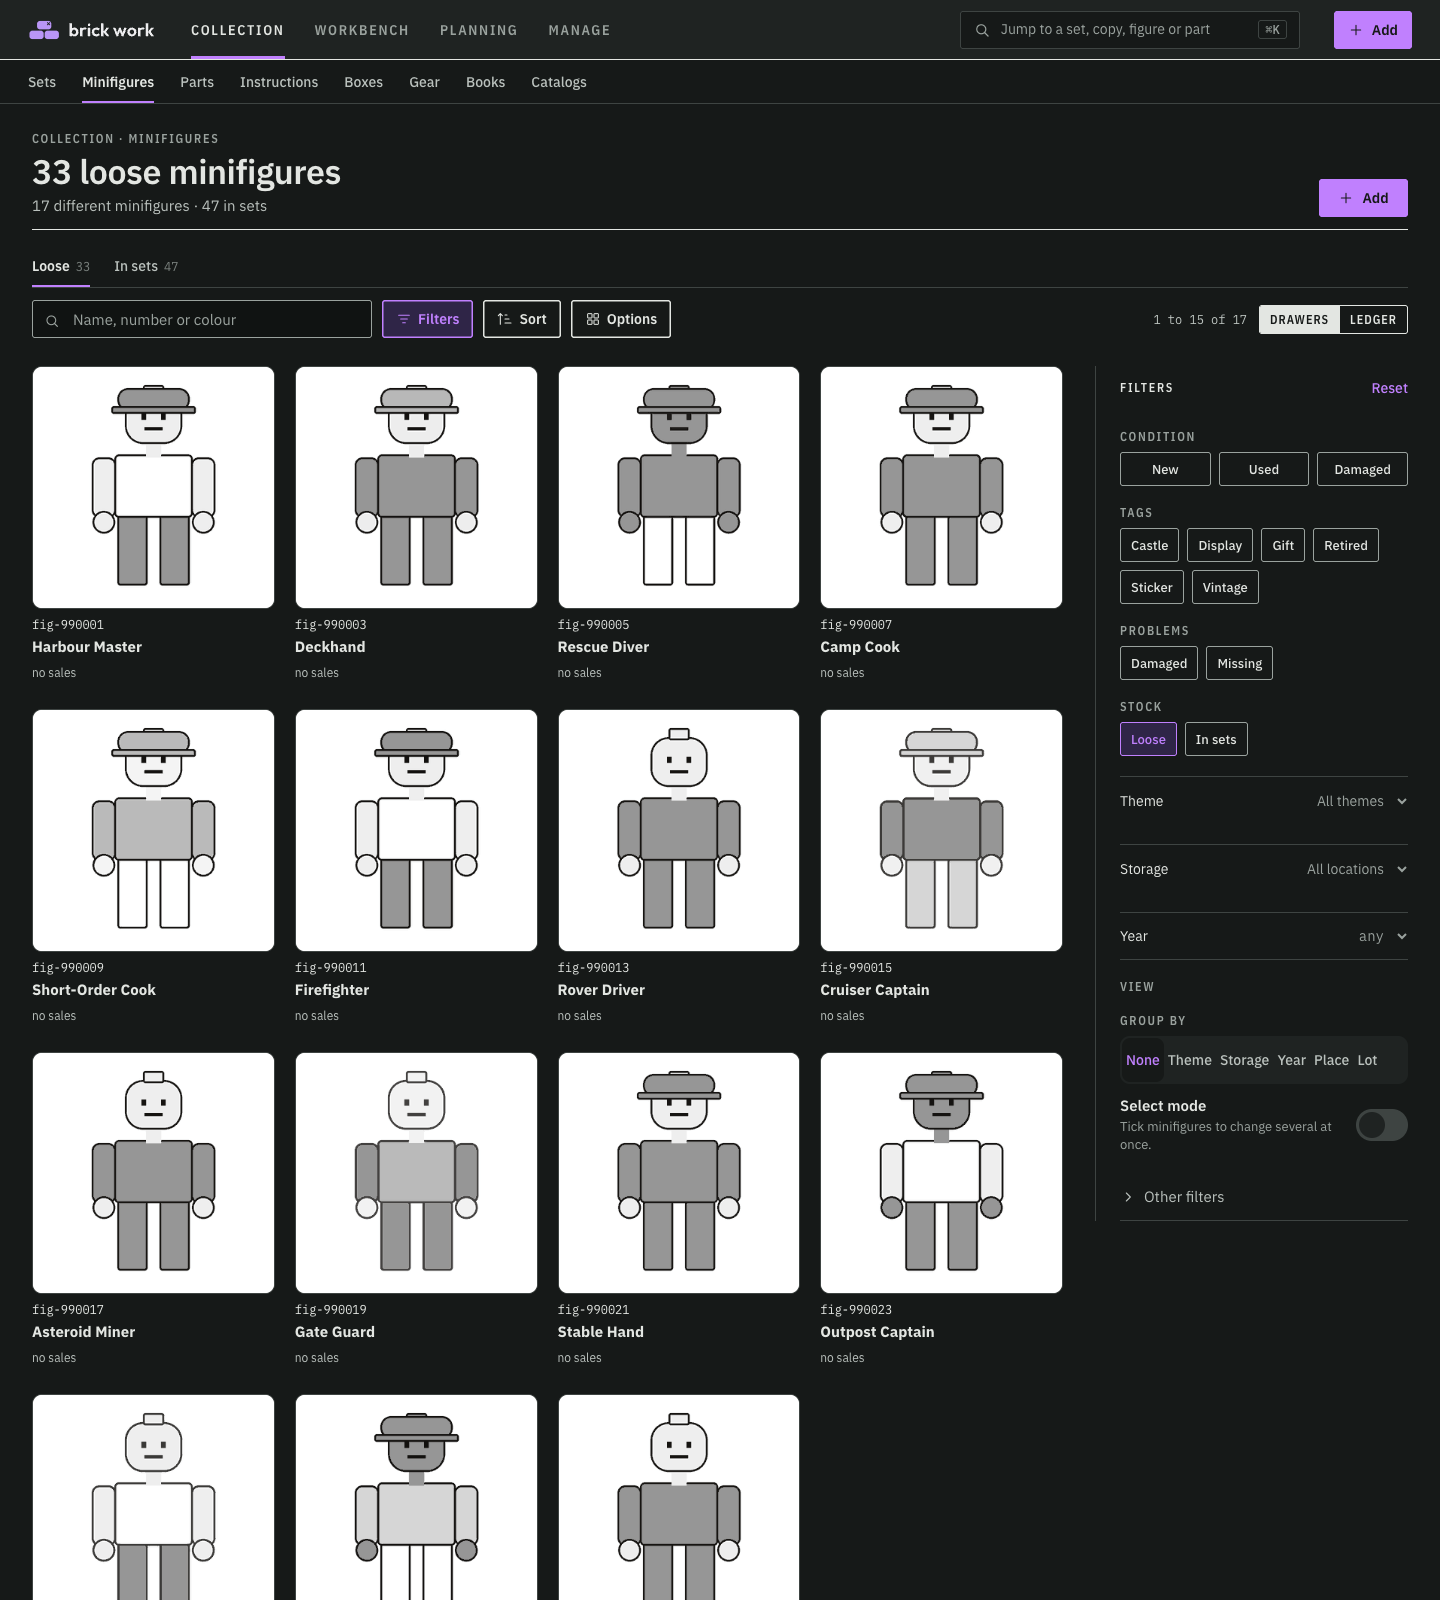 brick work
COLLECTION WORKBENCH PLANNING MANAGE
Jump to a set, copy, figure or part ⌘K
+ Add
Sets Minifigures Parts Instructions Boxes Gear Books Catalogs
COLLECTION · MINIFIGURES
33 loose minifigures
17 different minifigures · 47 in sets
+ Add
Loose 33 In sets 47
Name, number or colour Filters Sort Options
1 to 15 of 17 DRAWERS LEDGER
fig-990001 fig-990003 fig-990005 fig-990007
Harbour Master Deckhand Rescue Diver Camp Cook
no sales no sales no sales no sales
fig-990009 fig-990011 fig-990013 fig-990015
Short-Order Cook Firefighter Rover Driver Cruiser Captain
no sales no sales no sales no sales
fig-990017 fig-990019 fig-990021 fig-990023
Asteroid Miner Gate Guard Stable Hand Outpost Captain
no sales no sales no sales no sales
FILTERS Reset
CONDITION
New Used Damaged
TAGS
Castle Display Gift Retired
Sticker Vintage
PROBLEMS
Damaged Missing
STOCK
Loose In sets
Theme All themes
Storage All locations
Year any
VIEW
GROUP BY
None Theme Storage Year Place Lot
Select mode
Tick minifigures to change several at
once.
Other filters